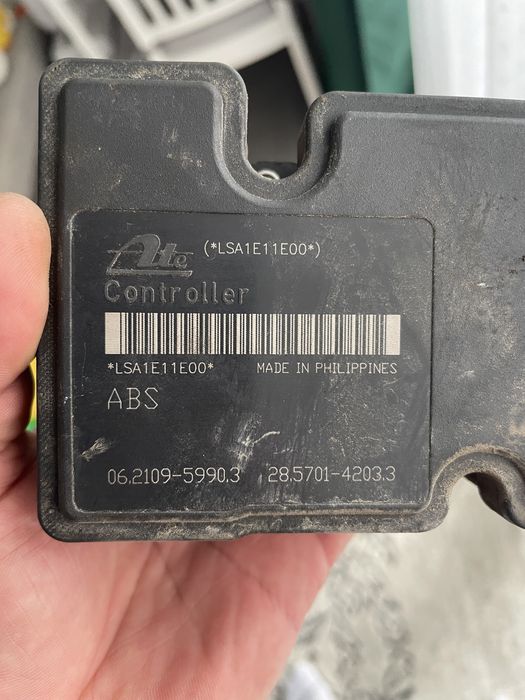 Ate (*LSA1E11E00*)
Controller
*LSA1E11E00* MADE IN PHILIPPINES
ABS
06.2109-5990.3 28.5701-4203.3